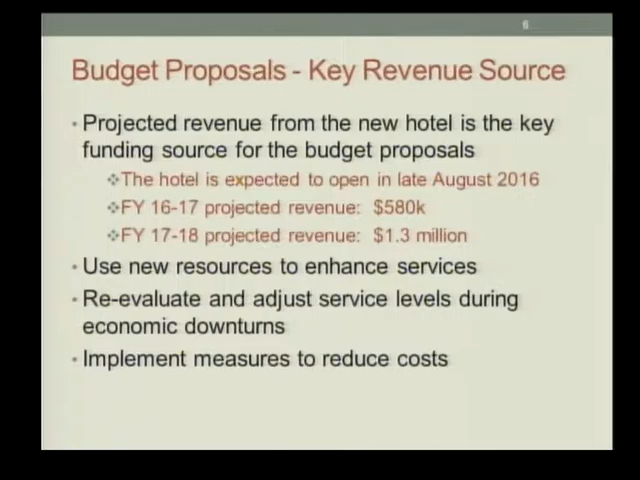 6
Budget Proposals - Key Revenue Source
• Projected revenue from the new hotel is the key
funding source for the budget proposals
❖The hotel is expected to open in late August 2016
❖FY 16-17 projected revenue: $580k
❖FY 17-18 projected revenue: $1.3 million
• Use new resources to enhance services
• Re-evaluate and adjust service levels during
economic downturns
• Implement measures to reduce costs